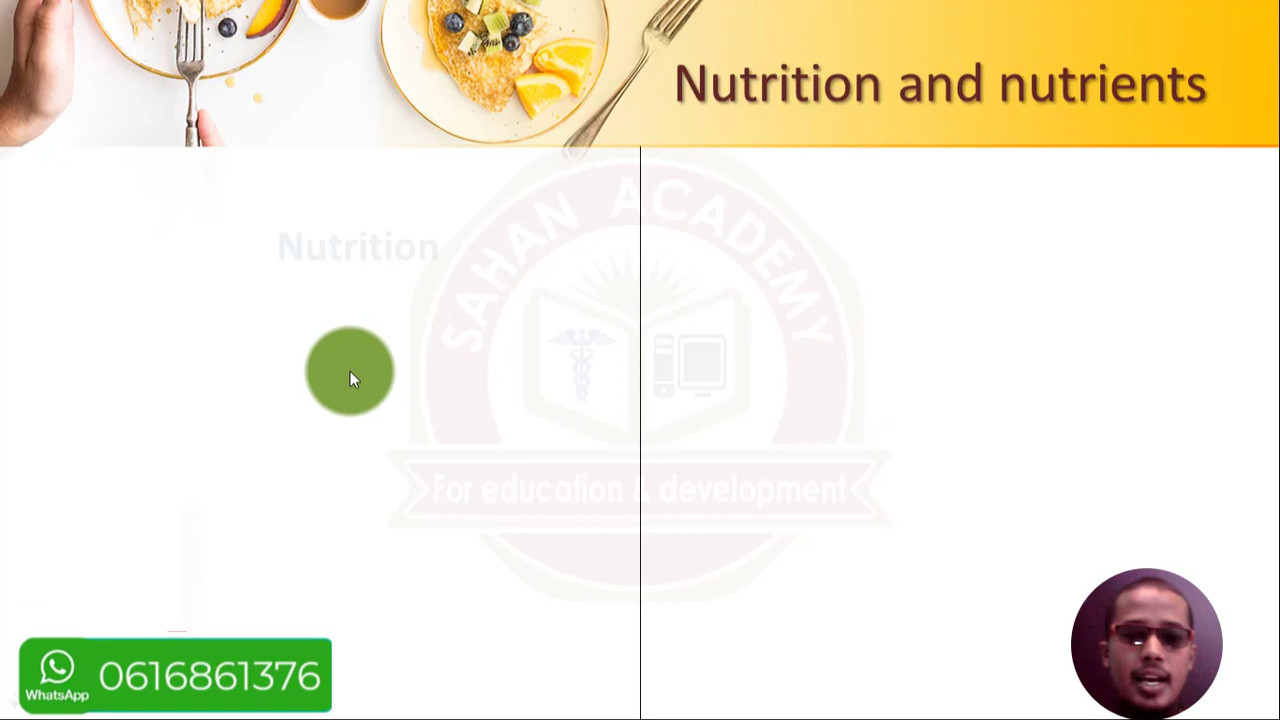 Nutrition and nutrients
SAHAN ACADEMY
Nutrition
For education & development
0616861376
WhatsApp